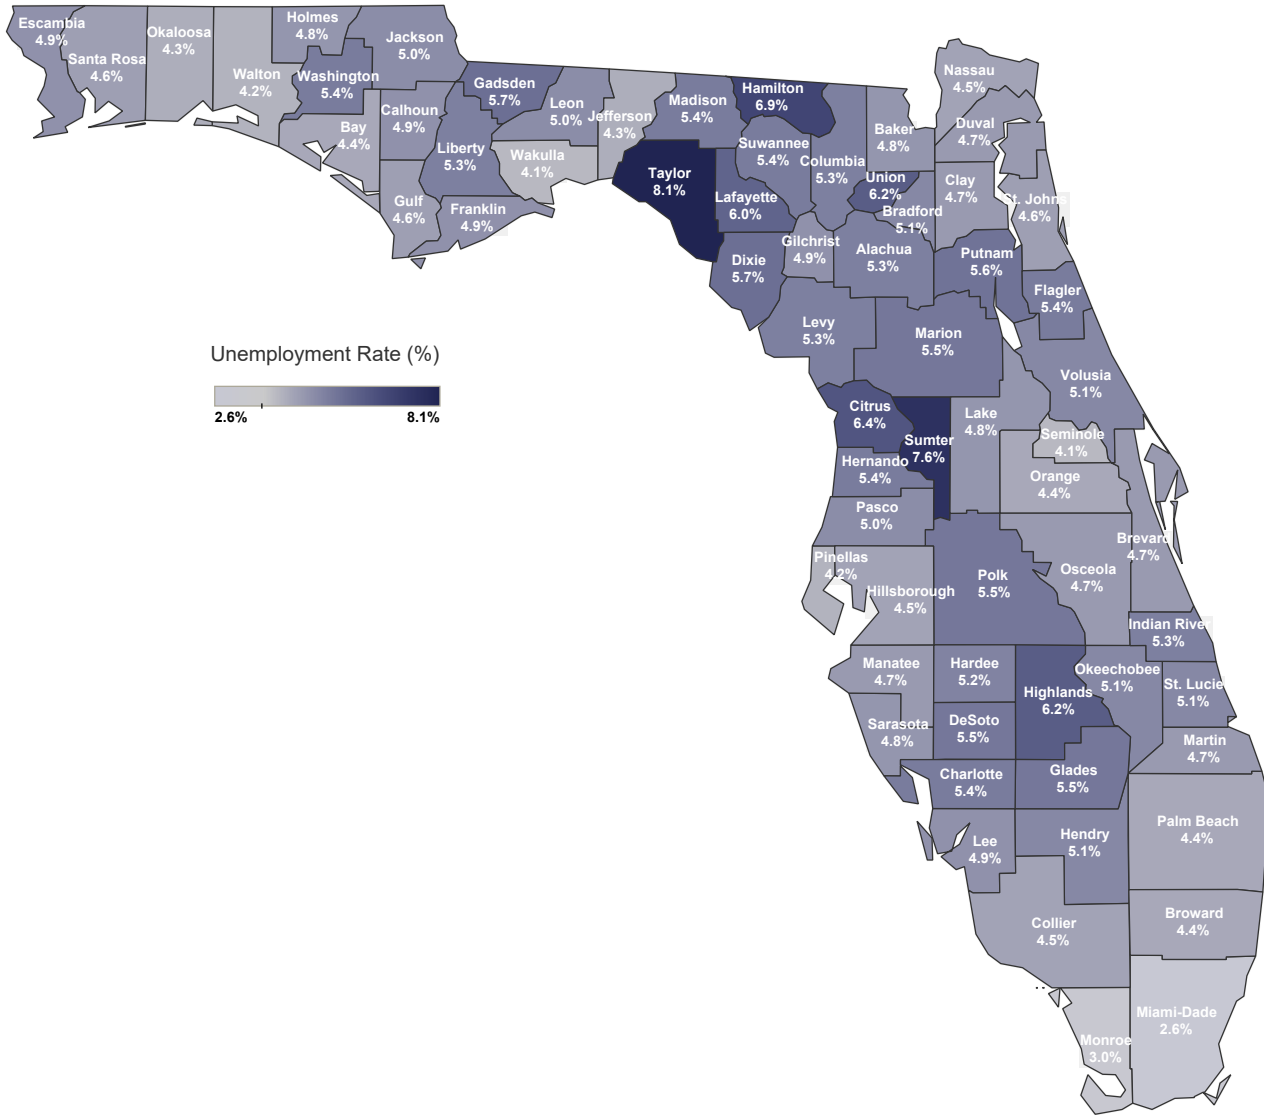 Escambia
4.9%
Santa Rosa
4.6%
Okaloosa
4.3%
Walton
4.2%
Holmes
4.8%
Washington
5.4%
Jackson
5.0%
Bay
4.4%
Calhoun
4.9%
Gulf
4.6%
Liberty
5.3%
Franklin
4.9%
Gadsden
5.7%
Leon
5.0%
Wakulla
4.1%
Jefferson
4.3%
Madison
5.4%
Taylor
8.1%
Hamilton
6.9%
Suwannee
5.4%
Lafayette
6.0%
Dixie
5.7%
Columbia
5.3%
Gilchrist
4.9%
Baker
4.8%
Union
6.2%
Bradford
5.1%
Alachua
5.3%
Nassau
4.5%
Duval
4.7%
Clay
4.7%
St. Johns
4.6%
Putnam
5.6%
Flagler
5.4%
Levy
5.3%
Marion
5.5%
Volusia
5.1%
Unemployment Rate (%)
2.6%
8.1%
Citrus
6.4%
Sumter
7.6%
Lake
4.8%
Seminole
4.1%
Hernando
5.4%
Orange
4.4%
Pasco
5.0%
Brevard
4.7%
Pinellas
4.2%
Hillsborough
4.5%
Polk
5.5%
Osceola
4.7%
Indian River
5.3%
Manatee
4.7%
Hardee
5.2%
Highlands
6.2%
Okeechobee
5.1%
St. Lucie
5.1%
Sarasota
4.8%
DeSoto
5.5%
Martin
4.7%
Charlotte
5.4%
Glades
5.5%
Palm Beach
4.4%
Lee
4.9%
Hendry
5.1%
Collier
4.5%
Broward
4.4%
Miami-Dade
2.6%
Monroe
3.0%